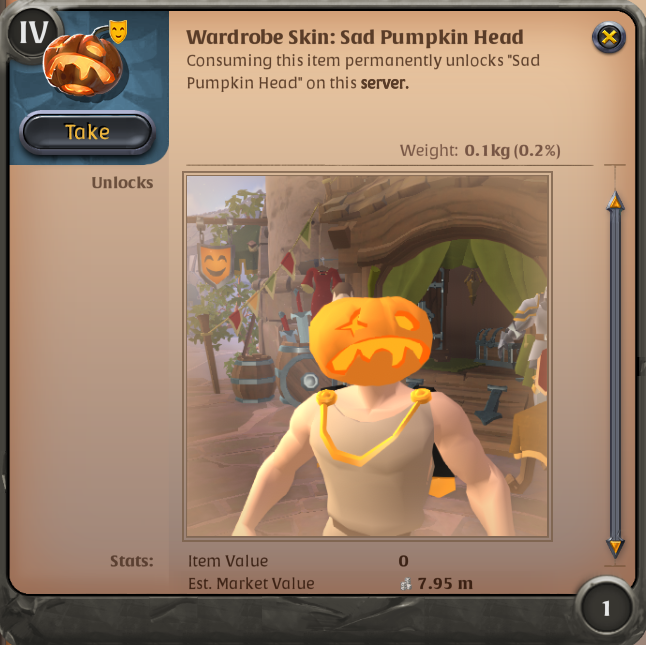 IV
Wardrobe Skin: Sad Pumpkin Head
Consuming this item permanently unlocks "Sad
Pumpkin Head" on this server.
Take
Weight: 0.1kg (0.2%)
Unlocks
Stats:
Item Value 0
Est. Market Value 7.95 m
1